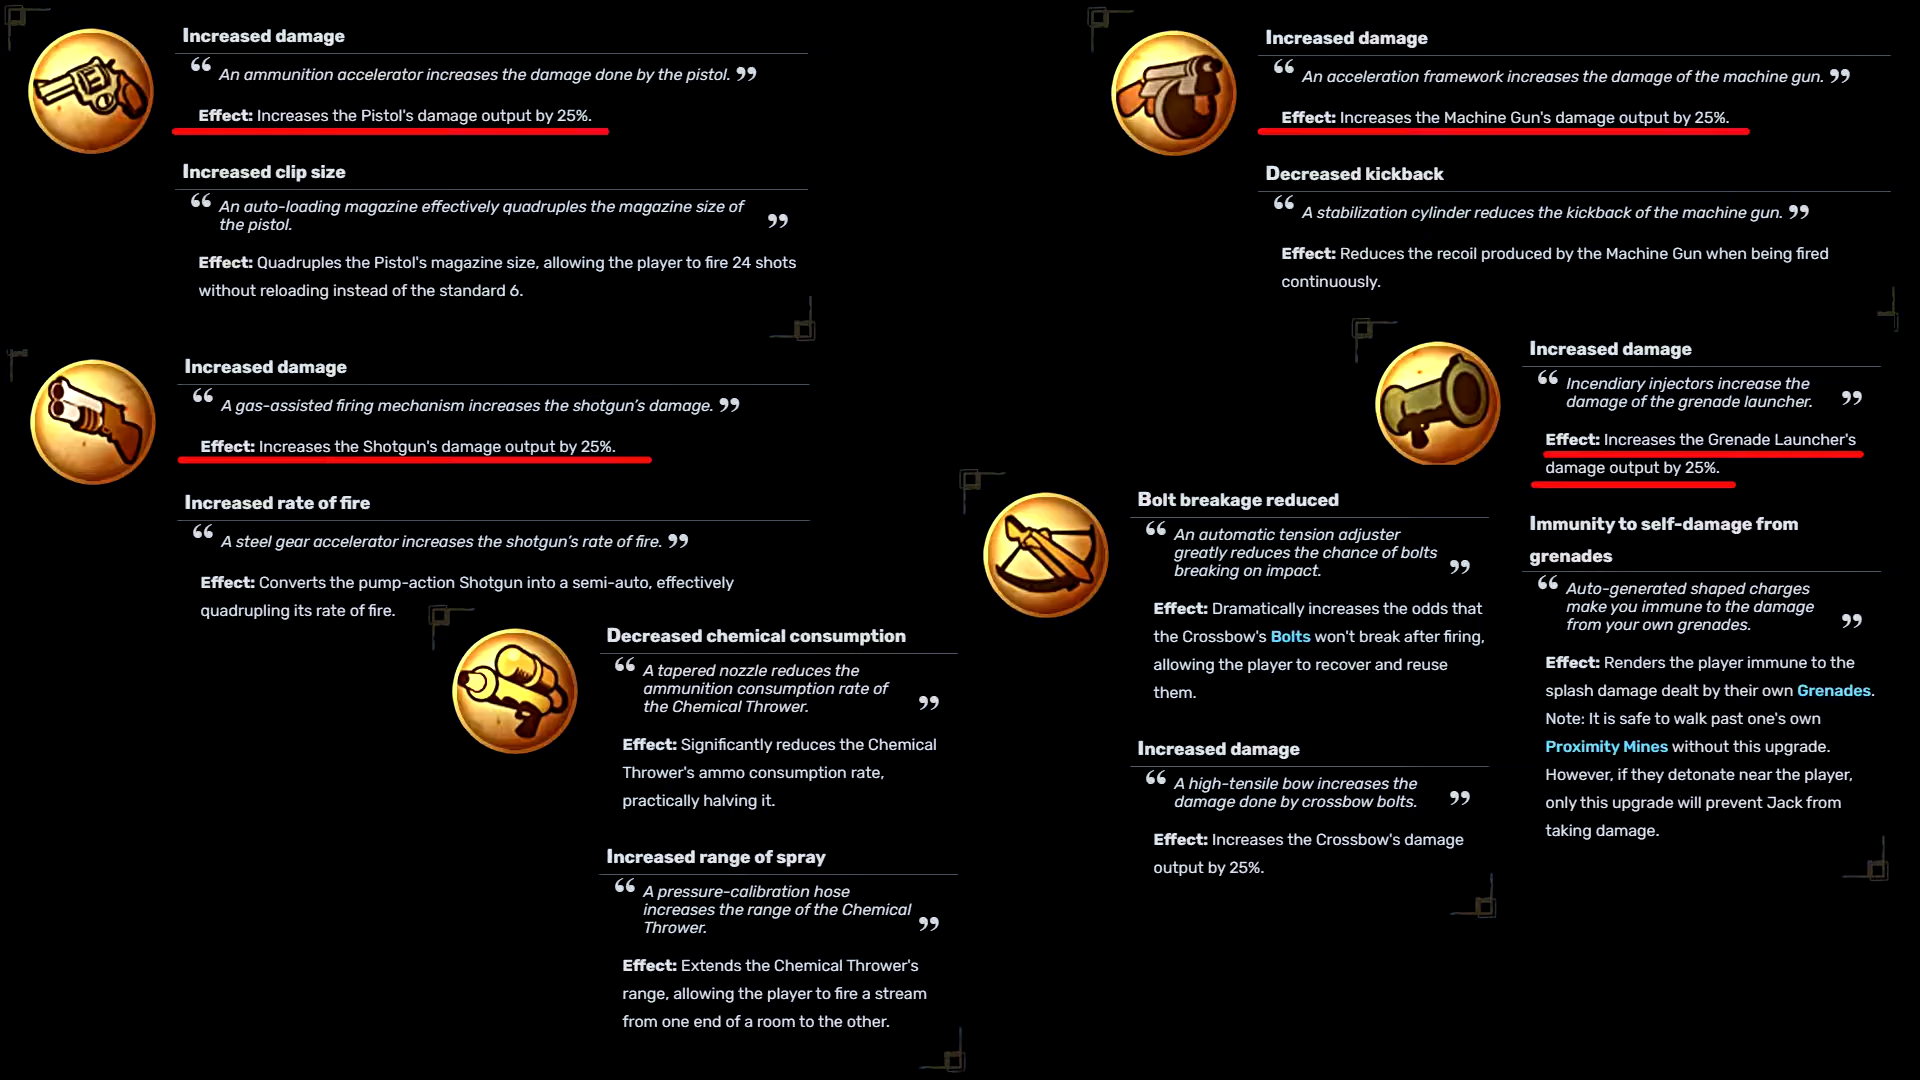 Increased damage
“ An ammunition accelerator increases the damage done by the pistol. ”
Effect: Increases the Pistol's damage output by 25%.
Increased clip size
“ An auto-loading magazine effectively quadruples the magazine size of
the pistol. ”
Effect: Quadruples the Pistol's magazine size, allowing the player to fire 24 shots
without reloading instead of the standard 6.
Increased damage
“ A gas-assisted firing mechanism increases the shotgun’s damage. ”
Effect: Increases the Shotgun's damage output by 25%.
Increased rate of fire
“ A steel gear accelerator increases the shotgun’s rate of fire. ”
Effect: Converts the pump-action Shotgun into a semi-auto, effectively
quadrupling its rate of fire.
Decreased chemical consumption
“ A tapered nozzle reduces the
ammunition consumption rate of
the Chemical Thrower. ”
Effect: Significantly reduces the Chemical
Thrower's ammo consumption rate,
practically halving it.
Increased range of spray
“ A pressure-calibration hose
increases the range of the Chemical
Thrower. ”
Effect: Extends the Chemical Thrower's
range, allowing the player to fire a stream
from one end of a room to the other.
Increased damage
“ An acceleration framework increases the damage of the machine gun. ”
Effect: Increases the Machine Gun's damage output by 25%.
Decreased kickback
“ A stabilization cylinder reduces the kickback of the machine gun. ”
Effect: Reduces the recoil produced by the Machine Gun when being fired
continuously.
Bolt breakage reduced
“ An automatic tension adjuster
greatly reduces the chance of bolts
breaking on impact. ”
Effect: Dramatically increases the odds that
the Crossbow's Bolts won't break after firing,
allowing the player to recover and reuse
them.
Increased damage
“ A high-tensile bow increases the
damage done by crossbow bolts. ”
Effect: Increases the Crossbow's damage
output by 25%.
Increased damage
“ Incendiary injectors increase the
damage of the grenade launcher. ”
Effect: Increases the Grenade Launcher's
damage output by 25%.
Immunity to self-damage from
grenades
“ Auto-generated shaped charges
make you immune to the damage
from your own grenades. ”
Effect: Renders the player immune to the
splash damage dealt by their own Grenades.
Note: It is safe to walk past one's own
Proximity Mines without this upgrade.
However, if they detonate near the player,
only this upgrade will prevent Jack from
taking damage.